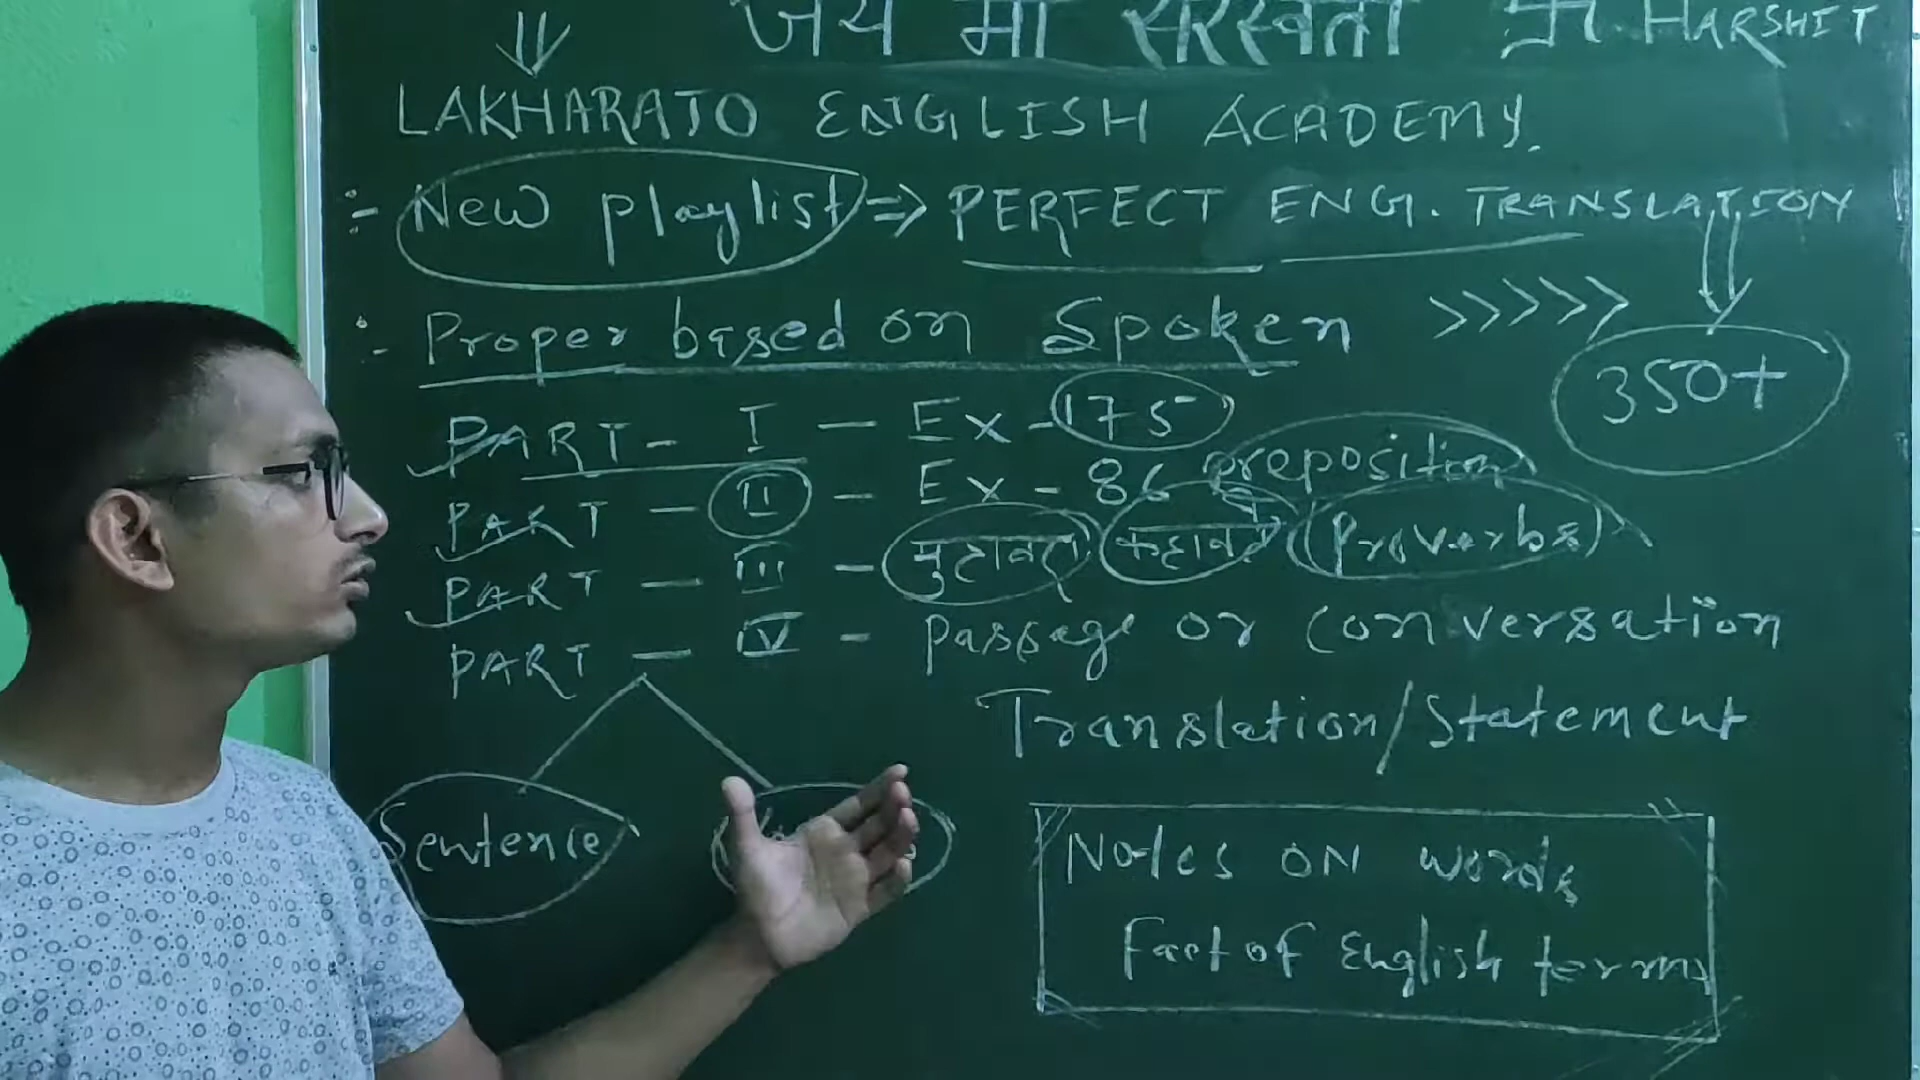 जय माँ सरस्वती 卐 HARSHIT
LAKHARATO ENGLISH ACADEMY.
:- New playlist => PERFECT ENG. TRANSLATION
:- Proper based on Spoken >>>>> 350+
PART - I - Ex - 175
PART - II - Ex - 86 preposition
PART - III - मुहावरा कहावत (Proverbs)
PART - IV - Passage or Conversation
Translation/Statement
Sentence
Notes ON words
Fact of English terms